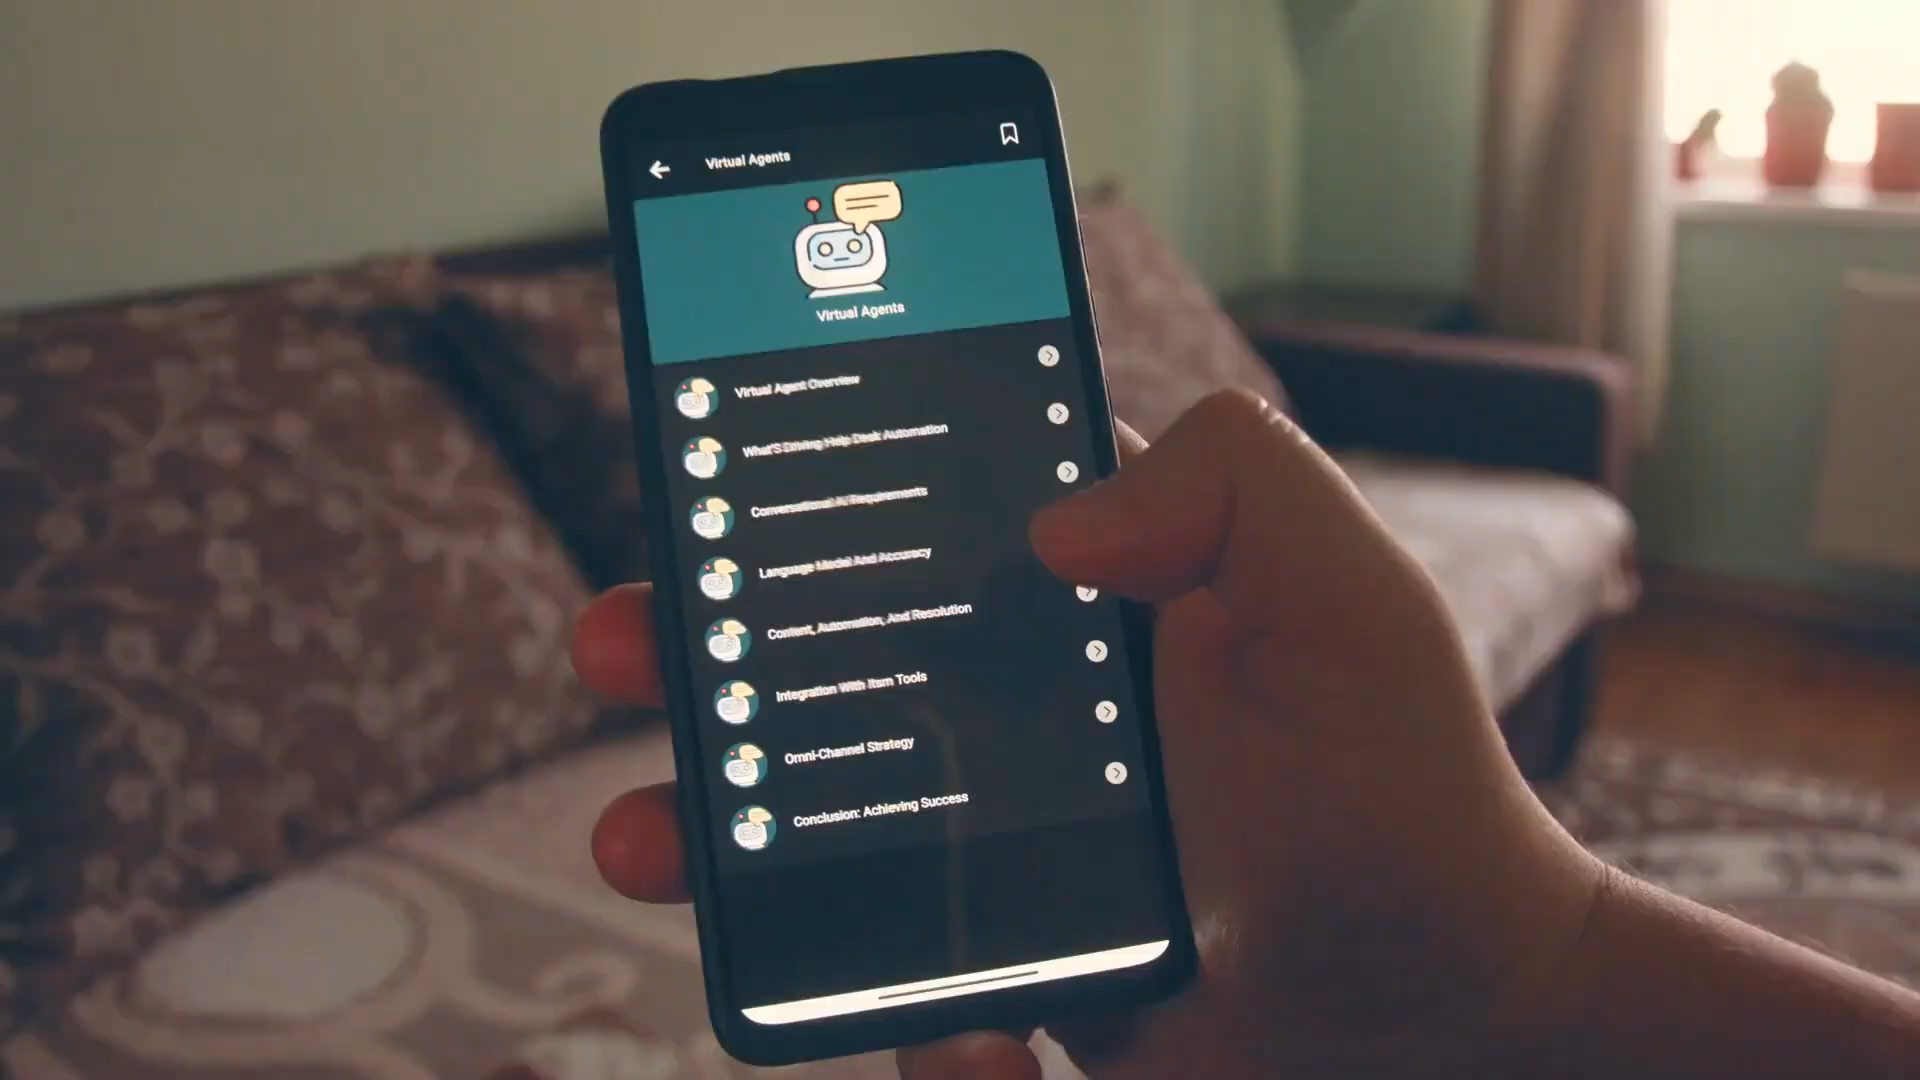 Virtual Agents
Virtual Agents
Virtual Agent Overview
What'S Driving Help Desk Automation
Conversational Ai Requirements
Language Model And Accuracy
Content, Automation, And Resolution
Integration With Itsm Tools
Omni-Channel Strategy
Conclusion: Achieving Success